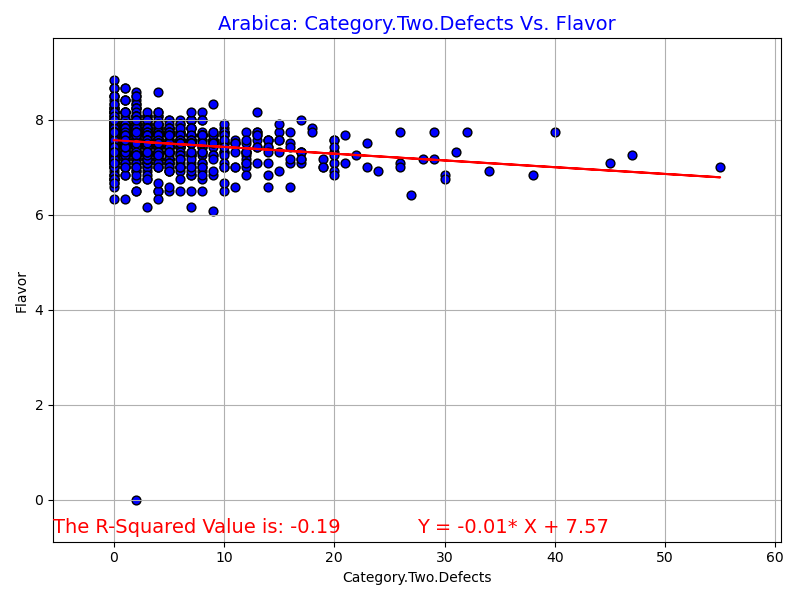 Arabica: Category.Two.Defects Vs. Flavor
Flavor
8
6
4
2
0
The R-Squared Value is: -0.19
Y = -0.01* X + 7.57
0 10 20 30 40 50 60
Category.Two.Defects